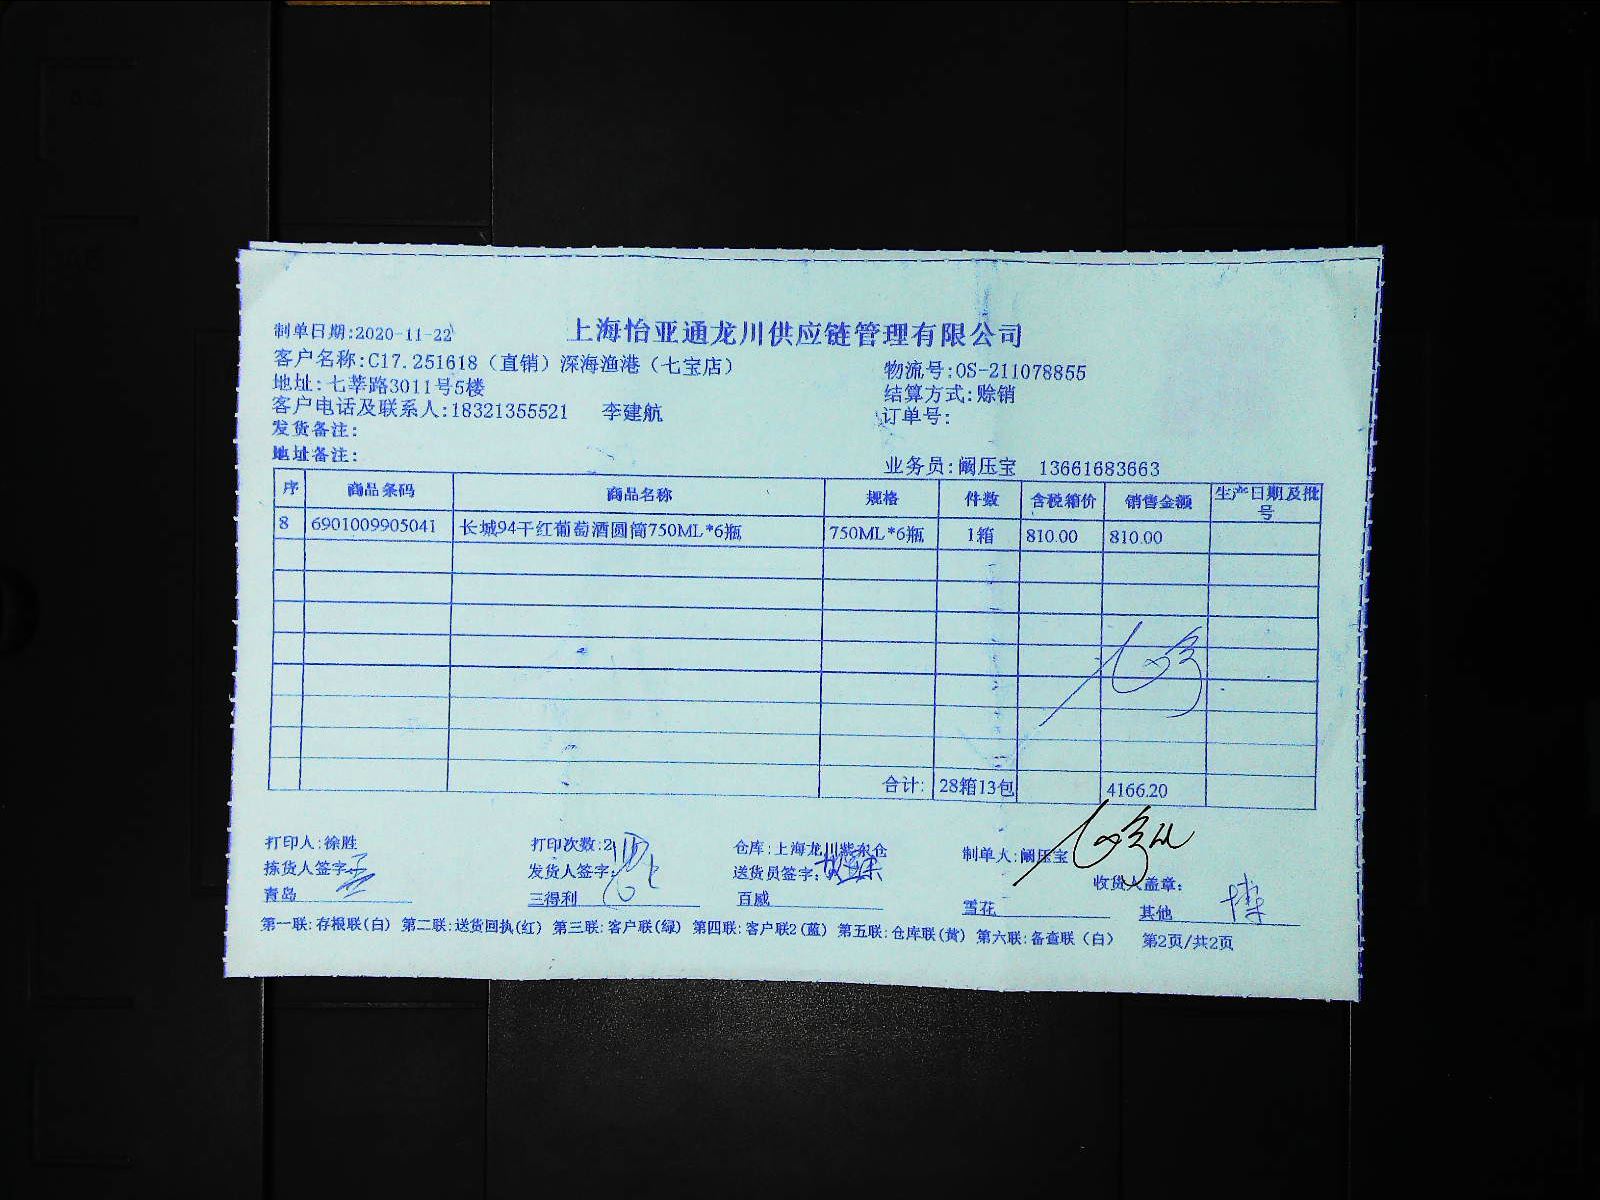 上海怡亚通龙川供应链管理有限公司
制单日期:2020-11-22
客户名称:C17.251618（直销）深海渔港（七宝店）
物流号:OS-211078855
地址:七莘路3011号5楼
结算方式:赊销
客户电话及联系人:18321355521 李建航
订单号:
发货备注:
地址备注:
业务员:阚压宝 13661683663
序 商品条码 商品名称 规格 件数 含税箱价 销售金额 生产日期及批号
8 6901009905041 长城94干红葡萄酒圆筒750ML*6瓶 750ML*6瓶 1箱 810.00 810.00
合计: 28箱13包 4166.20
打印人:徐胜 打印次数:2 仓库:上海龙川紫东仓 制单人:阚压宝
拣货人签字: 发货人签字: 送货员签字: 收货人盖章:
青岛 三得利 百威 雪花 其他
第一联:存根联(白) 第二联:送货回执(红) 第三联:客户联(绿) 第四联:客户联2(蓝) 第五联:仓库联(黄) 第六联:备查联（白） 第2页/共2页